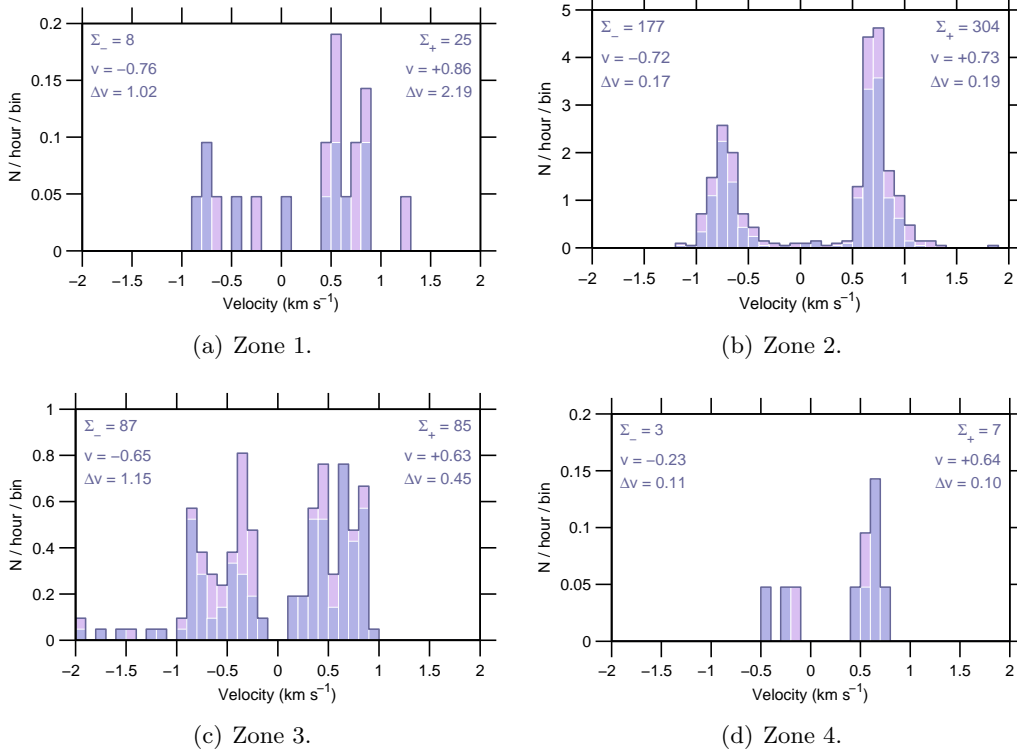 0.2
0.15
0.1
0.05
0
N / hour / bin
Σ₋ = 8
v = −0.76
Δv = 1.02
Σ₊ = 25
v = +0.86
Δv = 2.19
−2 −1.5 −1 −0.5 0 0.5 1 1.5 2
Velocity (km s⁻¹)
(a) Zone 1.
5
4
3
2
1
0
N / hour / bin
Σ₋ = 177
v = −0.72
Δv = 0.17
Σ₊ = 304
v = +0.73
Δv = 0.19
−2 −1.5 −1 −0.5 0 0.5 1 1.5 2
Velocity (km s⁻¹)
(b) Zone 2.
1
0.8
0.6
0.4
0.2
0
N / hour / bin
Σ₋ = 87
v = −0.65
Δv = 1.15
Σ₊ = 85
v = +0.63
Δv = 0.45
−2 −1.5 −1 −0.5 0 0.5 1 1.5 2
Velocity (km s⁻¹)
(c) Zone 3.
0.2
0.15
0.1
0.05
0
N / hour / bin
Σ₋ = 3
v = −0.23
Δv = 0.11
Σ₊ = 7
v = +0.64
Δv = 0.10
−2 −1.5 −1 −0.5 0 0.5 1 1.5 2
Velocity (km s⁻¹)
(d) Zone 4.